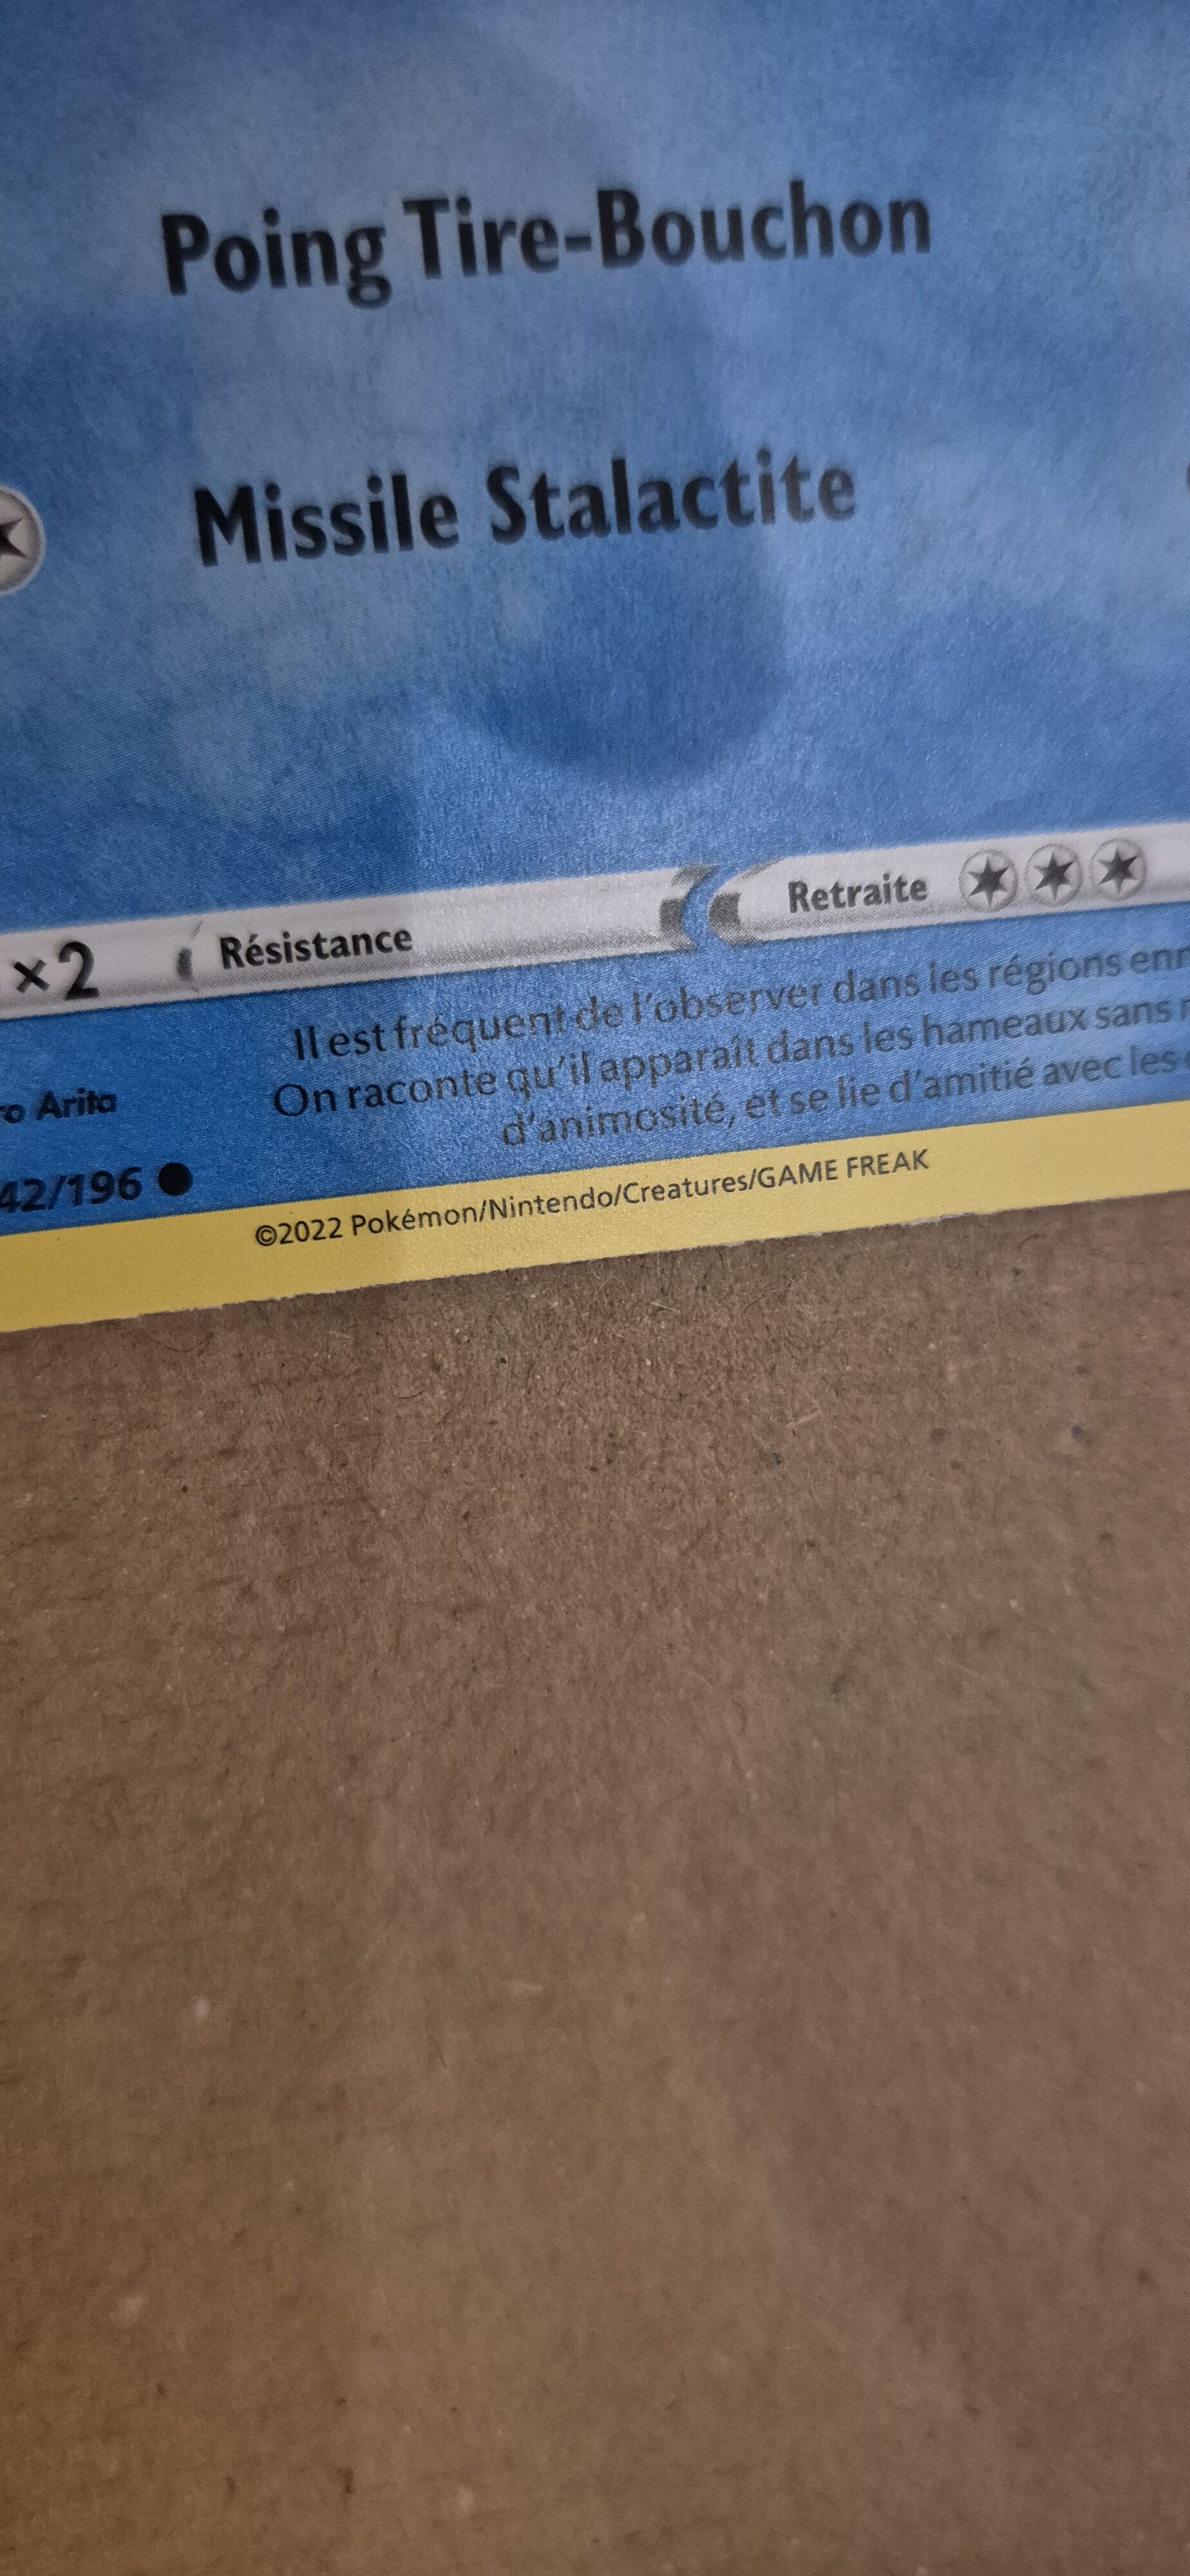 Poing Tire-Bouchon
Missile Stalactite
×2 Résistance Retraite
Il est fréquent de l'observer dans les régions
On raconte qu'il apparaît dans les hameaux sans
d'animosité, et se lie d'amitié avec les
Arita
42/196
©2022 Pokémon/Nintendo/Creatures/GAME FREAK